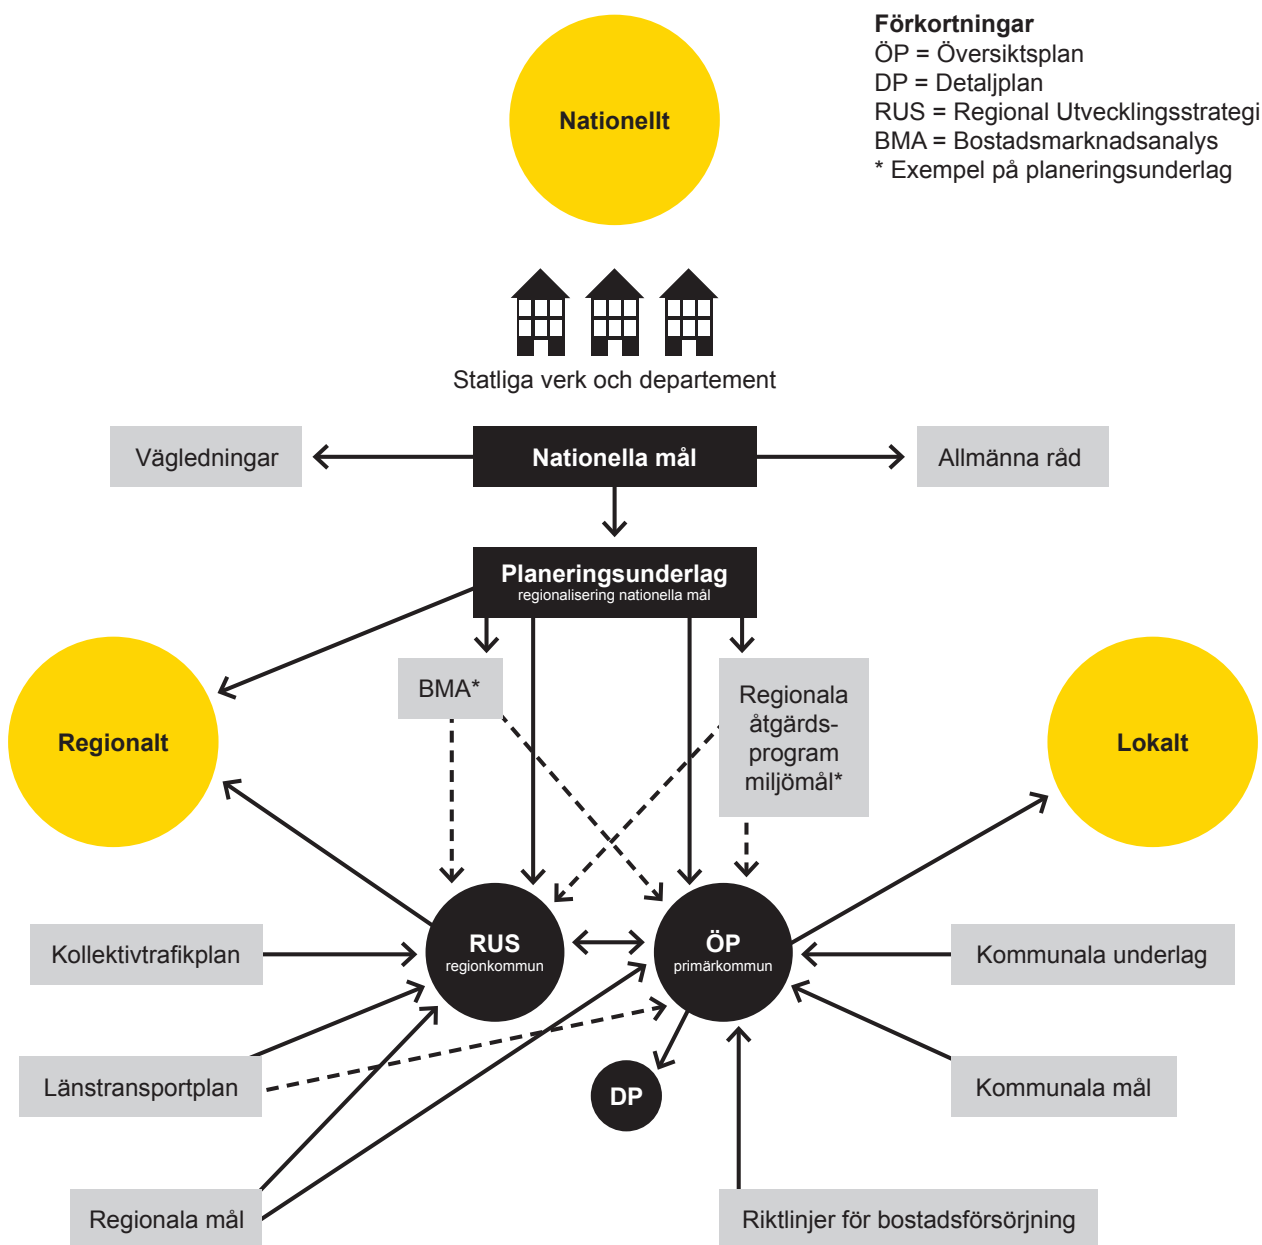 Förkortningar
ÖP = Översiktsplan
DP = Detaljplan
RUS = Regional Utvecklingsstrategi
BMA = Bostadsmarknadsanalys
* Exempel på planeringsunderlag
Nationellt
Statliga verk och departement
Vägledningar
Nationella mål
Allmänna råd
Planeringsunderlag
regionalisering nationella mål
BMA*
Regionala
åtgärds-
program
miljömål*
Regionalt
Lokalt
RUS
regionkommun
ÖP
primärkommun
Kollektivtrafikplan
Kommunala underlag
Länstransportplan
DP
Kommunala mål
Regionala mål
Riktlinjer för bostadsförsörjning